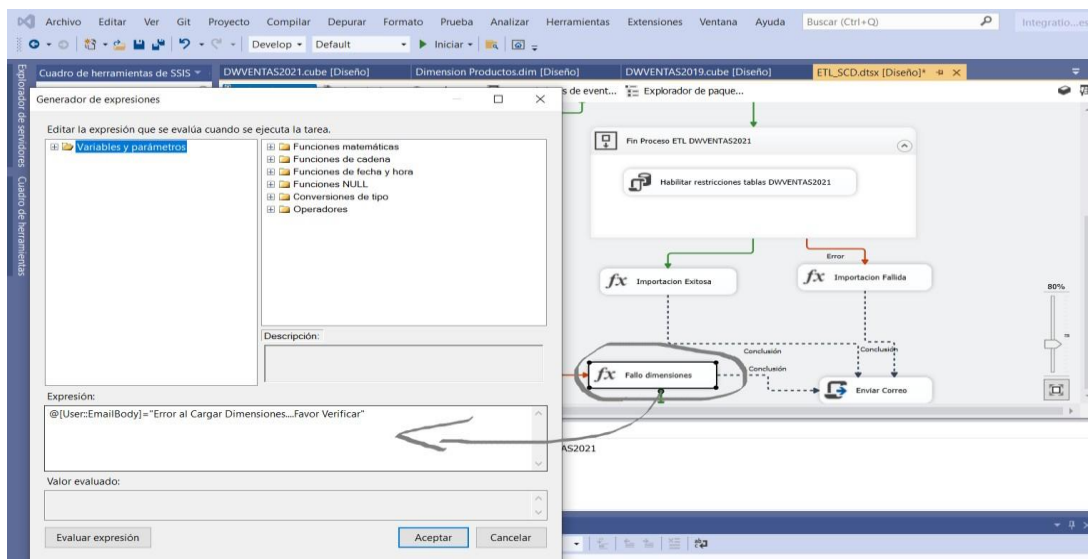 Archivo Editar Ver Git Proyecto Compilar Depurar Formato Prueba Analizar Herramientas Extensiones Ventana Ayuda Buscar (Ctrl+Q) Integratio...es
Develop Default Iniciar
Explorador de servidores
Cuadro de herramientas
Cuadro de herramientas de SSIS DWVENTAS2021.cube [Diseño] Dimension Productos.dim [Diseño] DWVENTAS2019.cube [Diseño] ETL_SCD.dtsx [Diseño]*
s de event... Explorador de paque...
Generador de expresiones
Editar la expresión que se evalúa cuando se ejecuta la tarea.
Variables y parámetros
Funciones matemáticas
Funciones de cadena
Funciones de fecha y hora
Funciones NULL
Conversiones de tipo
Operadores
Descripción:
Expresión:
@[User::EmailBody]="Error al Cargar Dimensiones....Favor Verificar"
Valor evaluado:
Evaluar expresión Aceptar Cancelar
Fin Proceso ETL DWVENTAS2021
Habilitar restricciones tablas DWVENTAS2021
Error
fx Importacion Exitosa
fx Importacion Fallida
Conclusión
Conclusión
Conclusión
fx Fallo dimensiones
Enviar Correo
80%
AS2021